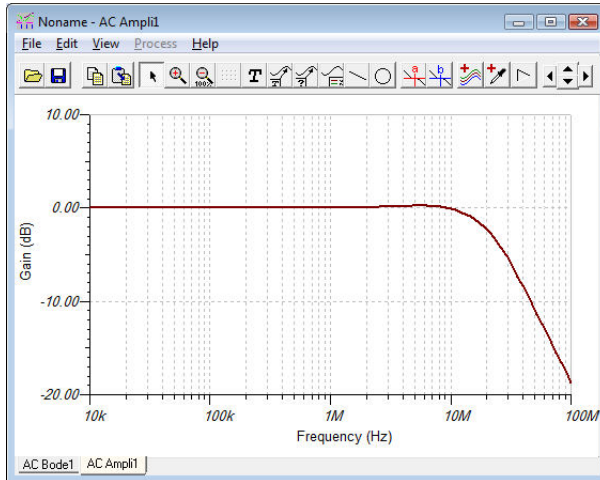 Noname - AC Ampli1
File Edit View Process Help
100%
T
a
b
10.00
0.00
-10.00
-20.00
Gain (dB)
10k 100k 1M 10M 100M
Frequency (Hz)
AC Bode1 AC Ampli1